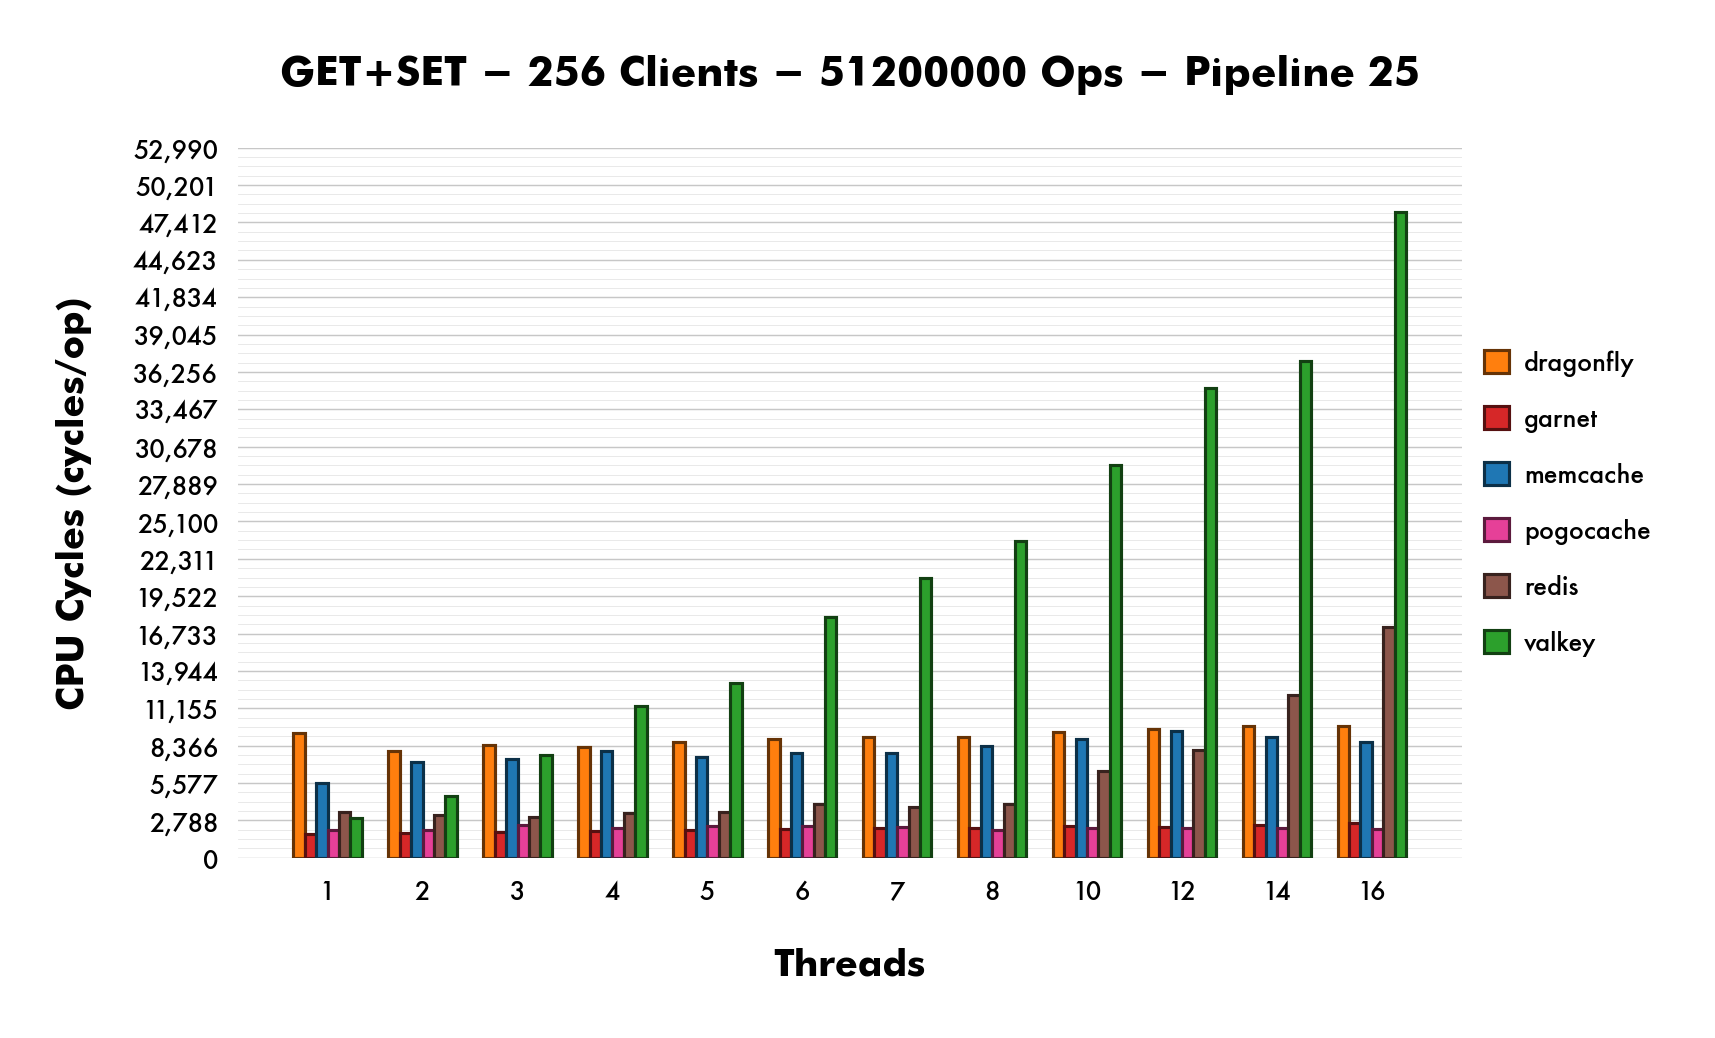 GET+SET – 256 Clients – 51200000 Ops – Pipeline 25
CPU Cycles (cycles/op)
52,990
50,201
47,412
44,623
41,834
39,045
36,256
33,467
30,678
27,889
25,100
22,311
19,522
16,733
13,944
11,155
8,366
5,577
2,788
0
1 2 3 4 5 6 7 8 10 12 14 16
Threads
dragonfly
garnet
memcache
pogocache
redis
valkey